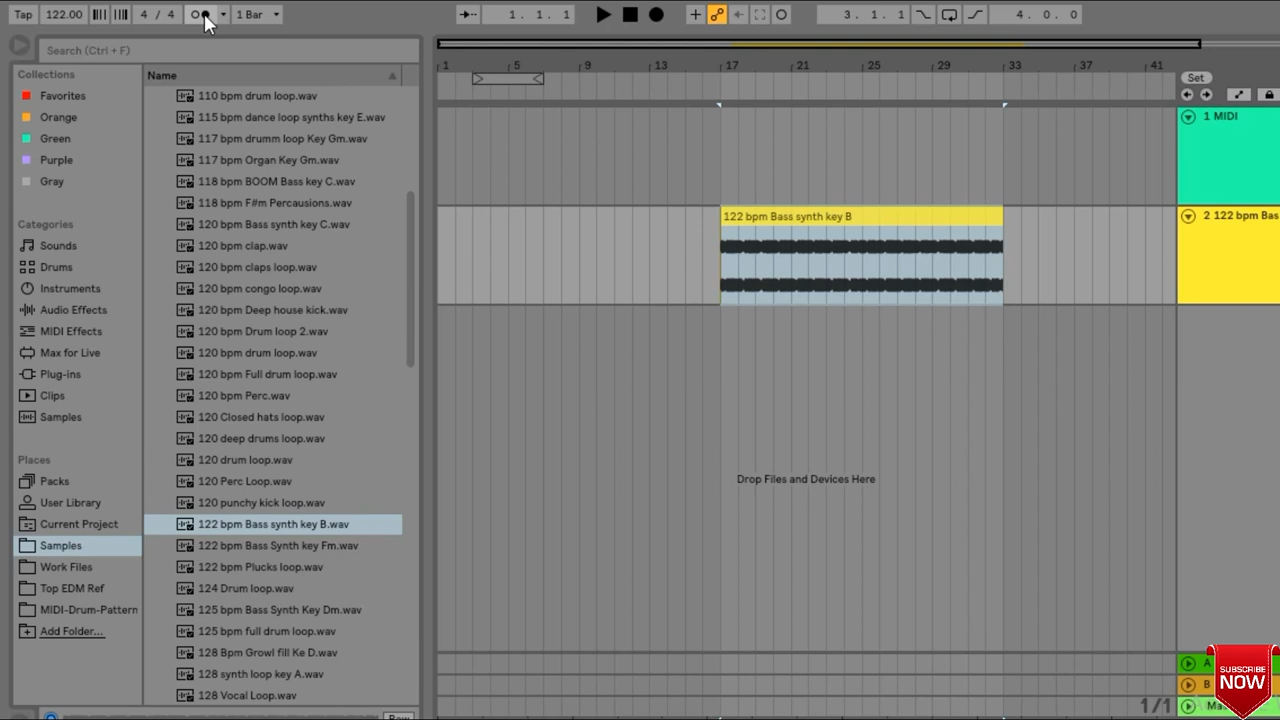 Tap 122.00 4 / 4 1 Bar 1. 1. 1 3. 1. 1 4. 0. 0
Search (Ctrl + F)
Collections
Favorites
Orange
Green
Purple
Gray
Categories
Sounds
Drums
Instruments
Audio Effects
MIDI Effects
Max for Live
Plug-ins
Clips
Samples
Places
Packs
User Library
Current Project
Samples
Work Files
Top EDM Ref
MIDI-Drum-Pattern
Add Folder...
Name
110 bpm drum loop.wav
115 bpm dance loop synths key E.wav
117 bpm drumm loop Key Gm.wav
117 bpm Organ Key Gm.wav
118 bpm BOOM Bass key C.wav
118 bpm F#m Percausions.wav
120 bpm Bass synth key C.wav
120 bpm clap.wav
120 bpm claps loop.wav
120 bpm congo loop.wav
120 bpm Deep house kick.wav
120 bpm Drum loop 2.wav
120 bpm drum loop.wav
120 bpm Full drum loop.wav
120 bpm Perc.wav
120 Closed hats loop.wav
120 deep drums loop.wav
120 drum loop.wav
120 Perc Loop.wav
120 punchy kick loop.wav
122 bpm Bass synth key B.wav
122 bpm Bass Synth key Fm.wav
122 bpm Plucks loop.wav
124 Drum loop.wav
125 bpm Bass Synth Key Dm.wav
125 bpm full drum loop.wav
128 Bpm Growl fill Ke D.wav
128 synth loop key A.wav
128 Vocal Loop.wav
1 5 9 13 17 21 25 29 33 37 41
Set
1 MIDI
122 bpm Bass synth key B
2 122 bpm Bas
Drop Files and Devices Here
A
B
1/1
SUBSCRIBE
NOW